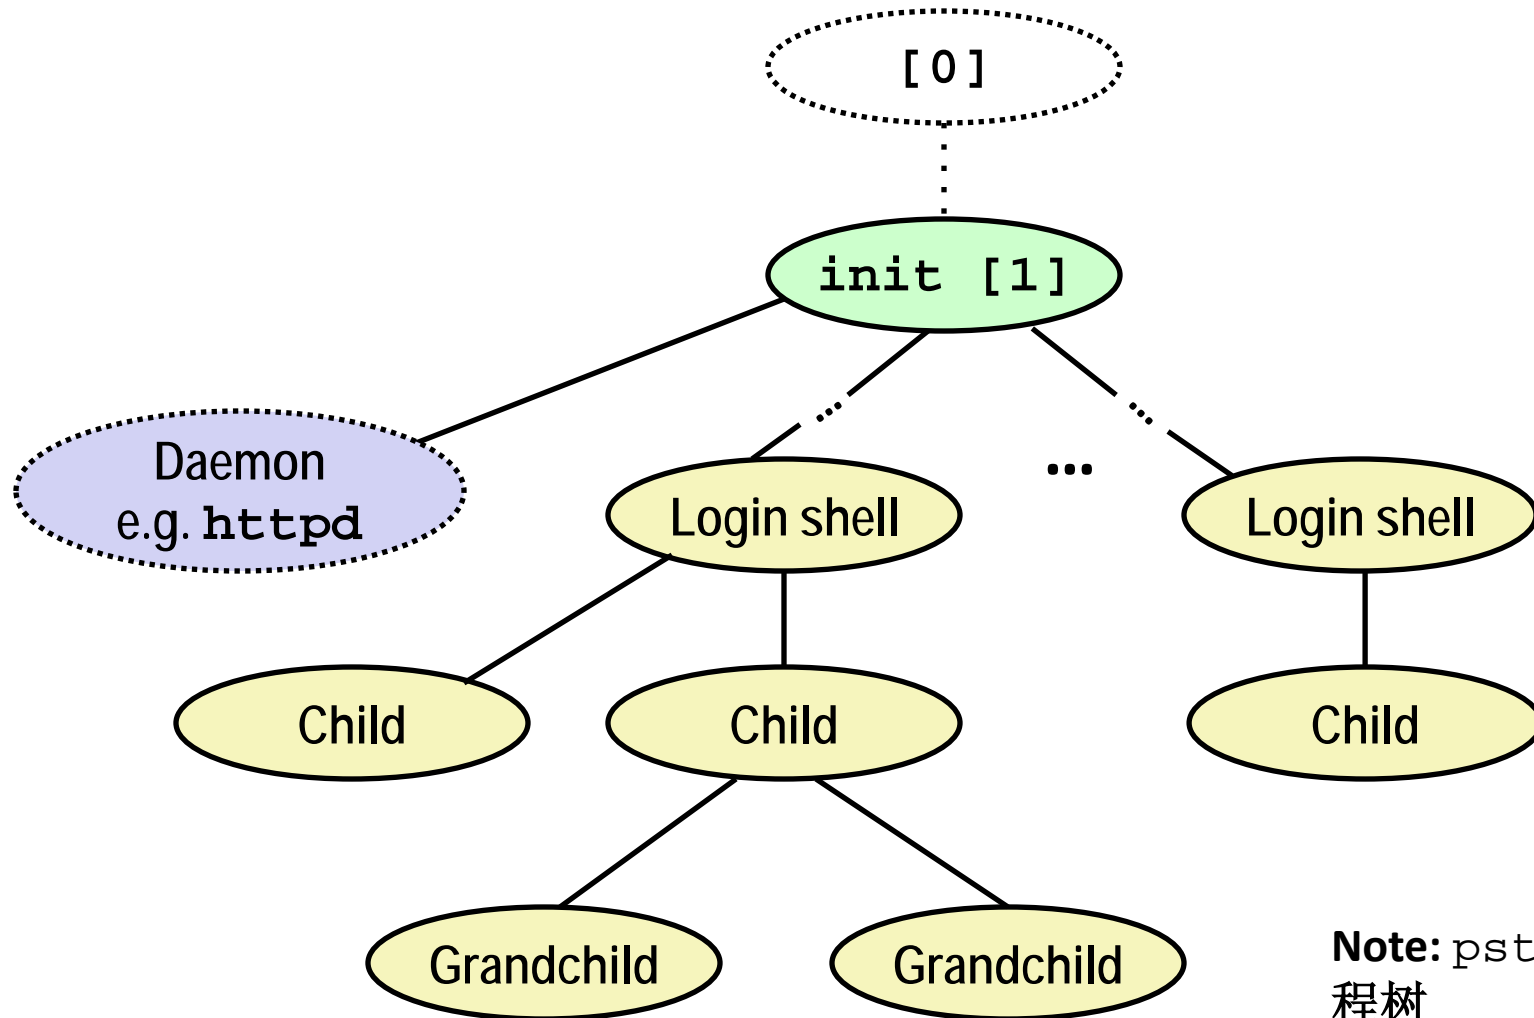 [0]
init [1]
Daemon
e.g. httpd
...
...
...
Login shell
Login shell
Child
Child
Child
Grandchild
Grandchild
Note: pst
程树